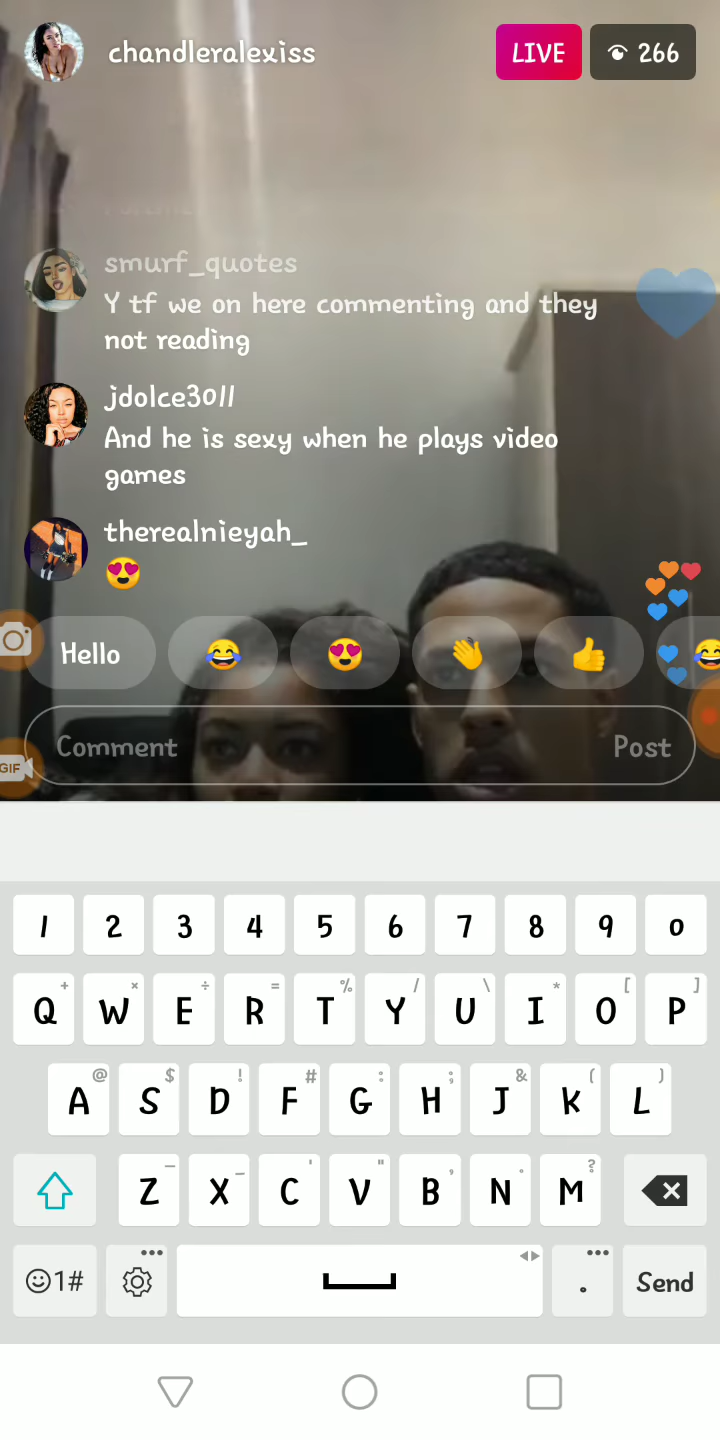 chandleralexiss
LIVE
266
smurf_quotes
Y tf we on here commenting and they
not reading
jdolce30ll
And he is sexy when he plays video
games
therealnieyah_
😍
Hello 😂 😍 👋 👍 😂
Comment Post
GIF
1 2 3 4 5 6 7 8 9 0
+ × ÷ = % / \ * [ ]
Q W E R T Y U I O P
@ $ ! # : ; & ( )
A S D F G H J K L
— _ ' " , . ?
Z X C V B N M
1# . Send